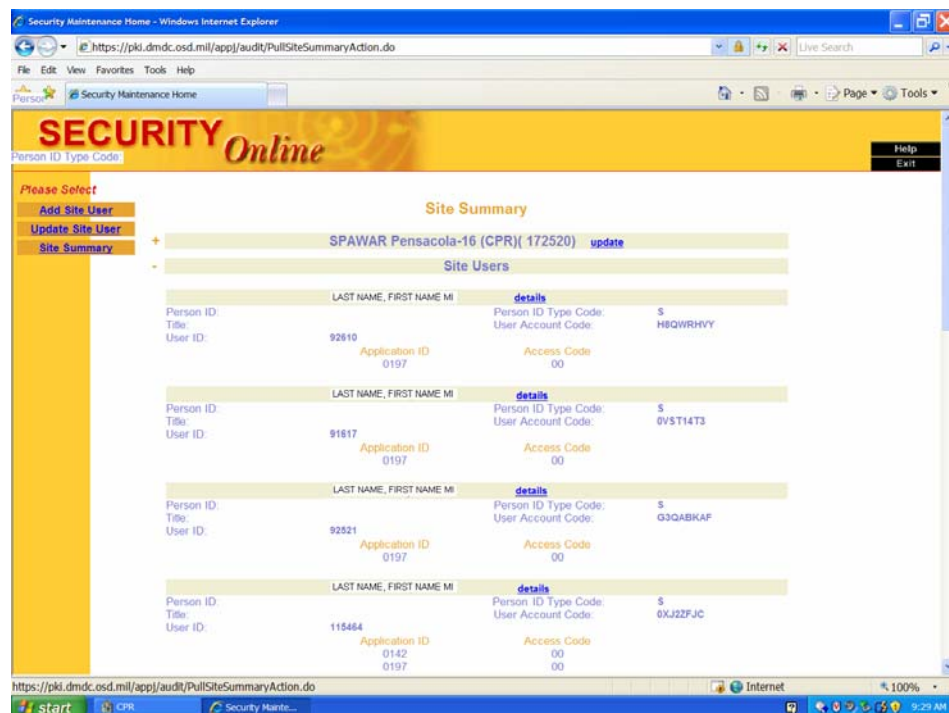 Security Maintenance Home - Windows Internet Explorer
https://pki.dmdc.osd.mil/appj/audit/PullSiteSummaryAction.do
Live Search
File Edit View Favorites Tools Help
Person
Security Maintenance Home
Page Tools
SECURITY Online
Person ID Type Code:
Help
Exit
Please Select
Add Site User
Update Site User
Site Summary
Site Summary
+ SPAWAR Pensacola-16 (CPR)( 172520) update
- Site Users
LAST NAME, FIRST NAME MI details
Person ID: Person ID Type Code: S
Title: User Account Code: H8QWRHVY
User ID: 92610
Application ID Access Code
0197 00
LAST NAME, FIRST NAME MI details
Person ID: Person ID Type Code: S
Title: User Account Code: 0VST14T3
User ID: 91617
Application ID Access Code
0197 00
LAST NAME, FIRST NAME MI details
Person ID: Person ID Type Code: S
Title: User Account Code: G3QABKAF
User ID: 92521
Application ID Access Code
0197 00
LAST NAME, FIRST NAME MI details
Person ID: Person ID Type Code: S
Title: User Account Code: 0XJ2ZFJC
User ID: 115464
Application ID Access Code
0142 00
0197 00
https://pki.dmdc.osd.mil/appj/audit/PullSiteSummaryAction.do
Internet
100%
start
CPR
Security Mainte...
9:29 AM